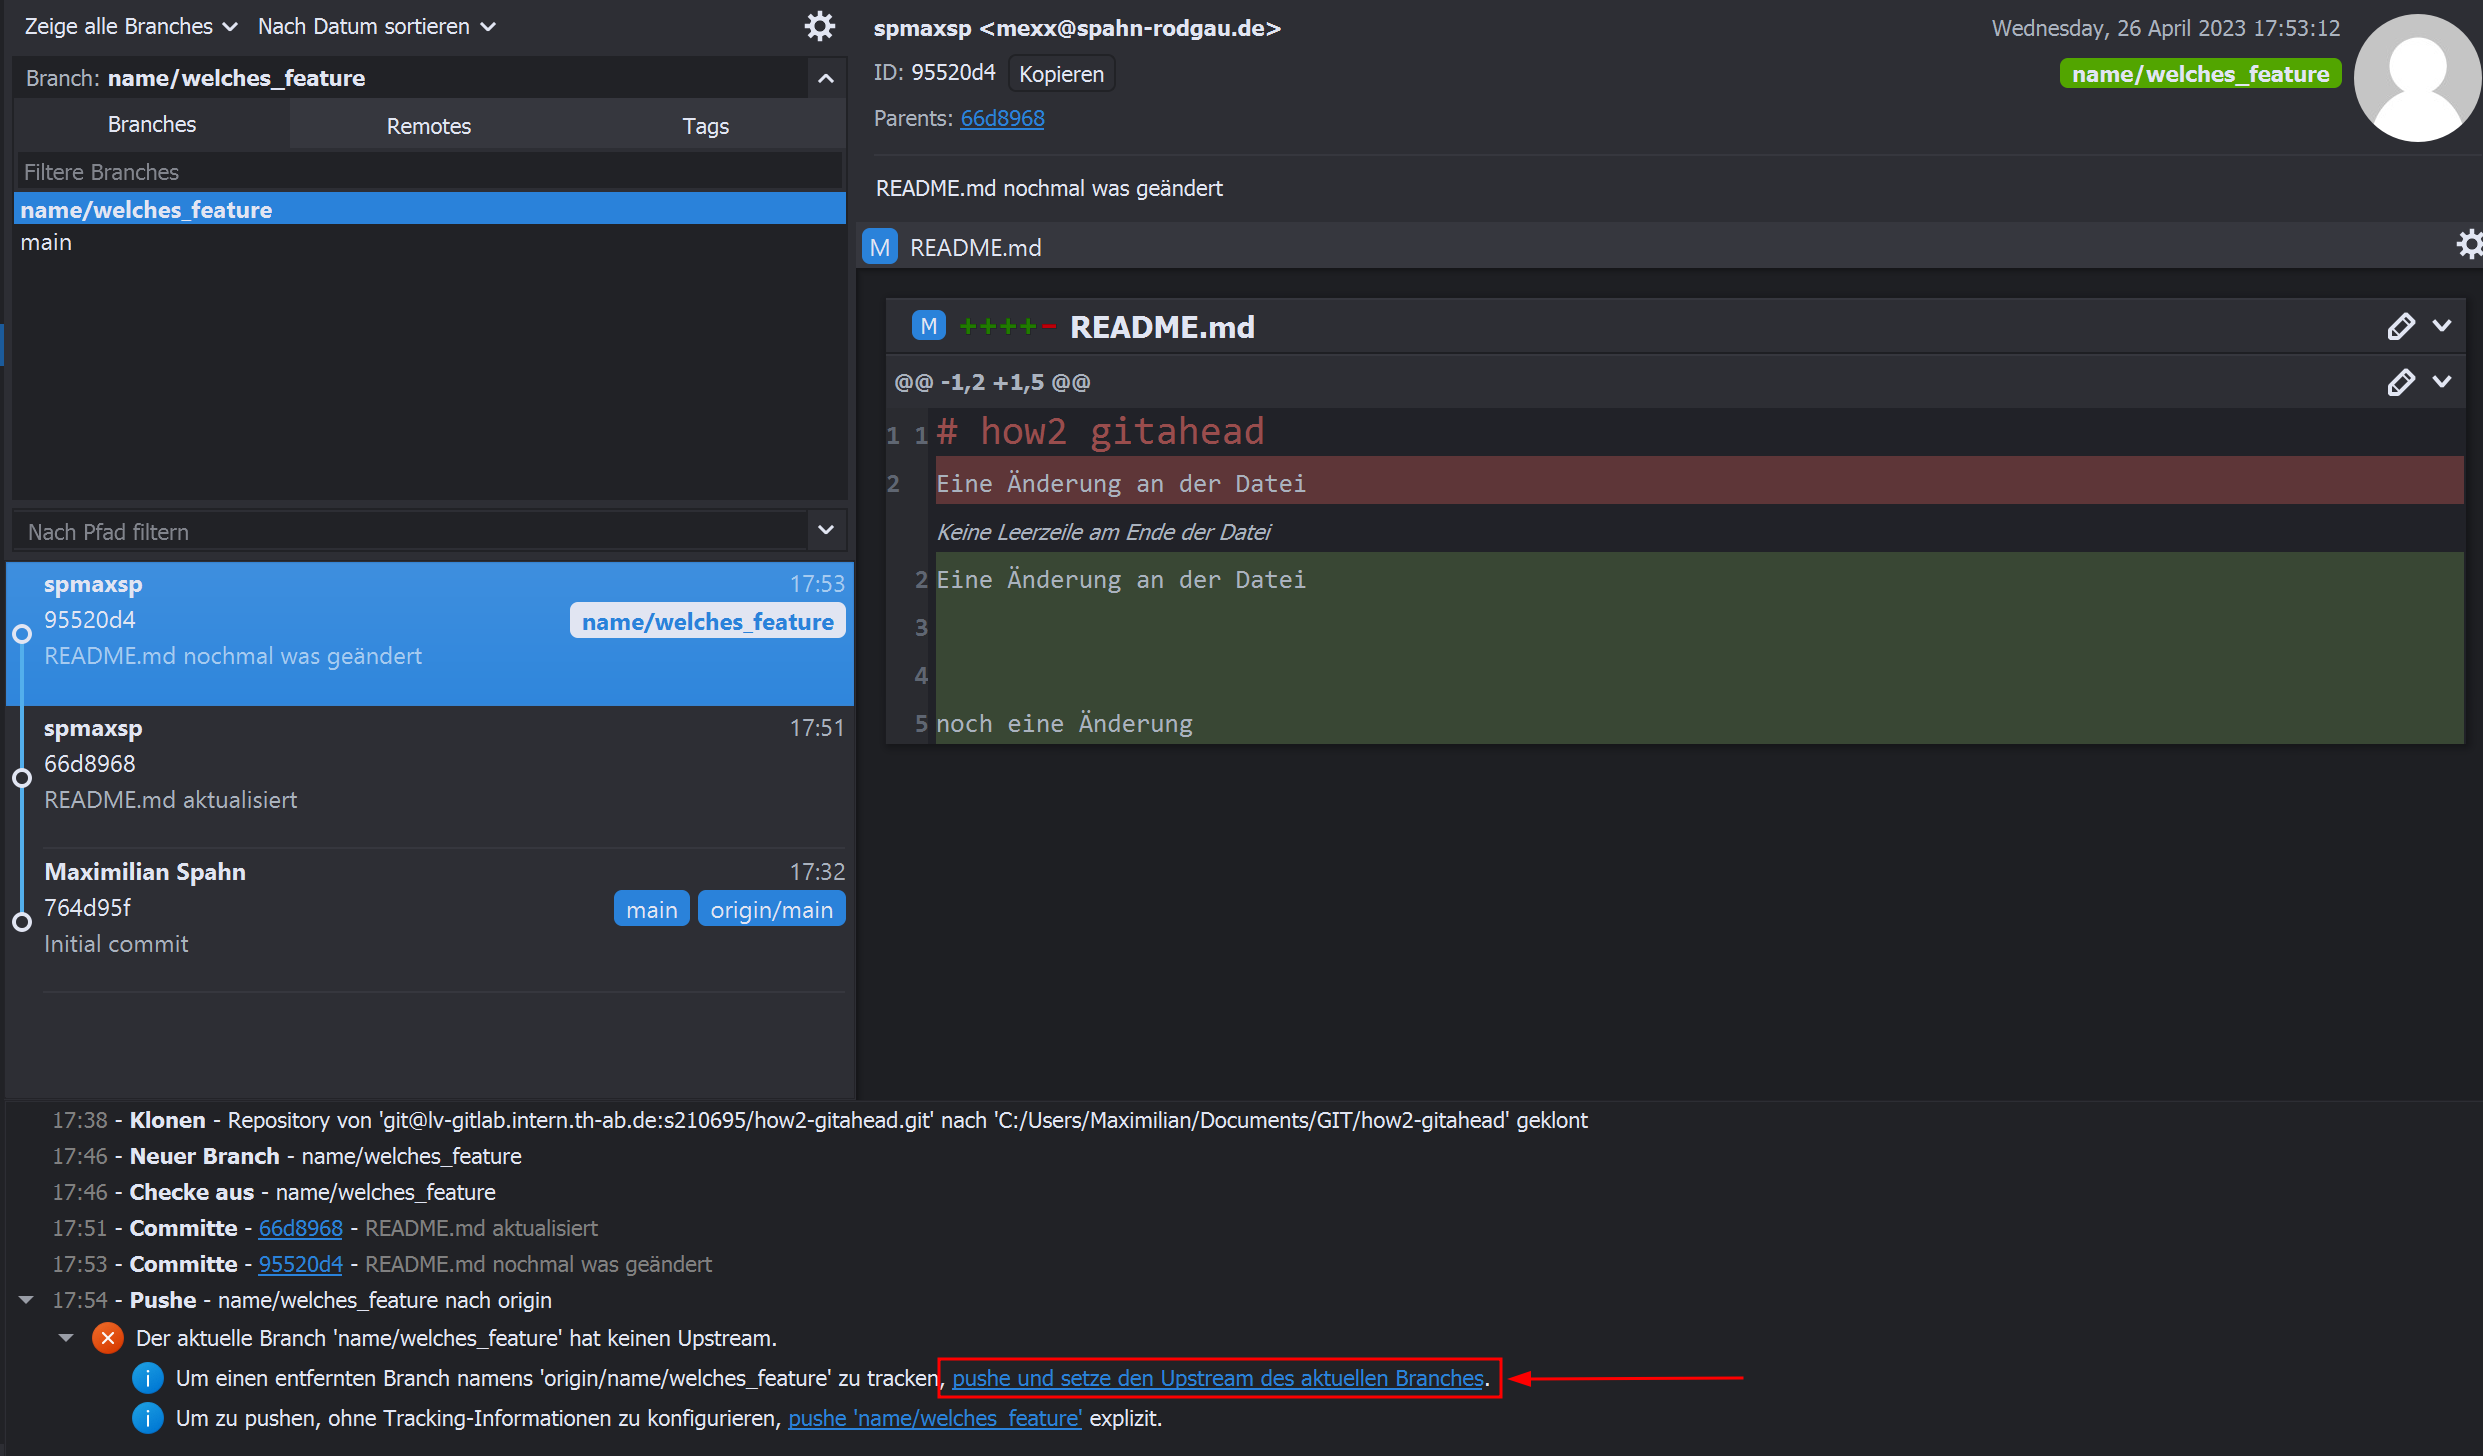 Zeige alle Branches Nach Datum sortieren
Branch: name/welches_feature
Branches Remotes Tags
Filtere Branches
name/welches_feature
main
Nach Pfad filtern
spmaxsp 17:53
95520d4 name/welches_feature
README.md nochmal was geändert
spmaxsp 17:51
66d8968
README.md aktualisiert
Maximilian Spahn 17:32
764d95f main origin/main
Initial commit
spmaxsp <mexx@spahn-rodgau.de> Wednesday, 26 April 2023 17:53:12
ID: 95520d4 Kopieren name/welches_feature
Parents: 66d8968
README.md nochmal was geändert
M README.md
M ++++- README.md
@@ -1,2 +1,5 @@
1 1 # how2 gitahead
2 Eine Änderung an der Datei
Keine Leerzeile am Ende der Datei
2 Eine Änderung an der Datei
3
4
5 noch eine Änderung
17:38 - Klonen - Repository von 'git@lv-gitlab.intern.th-ab.de:s210695/how2-gitahead.git' nach 'C:/Users/Maximilian/Documents/GIT/how2-gitahead' geklont
17:46 - Neuer Branch - name/welches_feature
17:46 - Checke aus - name/welches_feature
17:51 - Committe - 66d8968 - README.md aktualisiert
17:53 - Committe - 95520d4 - README.md nochmal was geändert
17:54 - Pushe - name/welches_feature nach origin
Der aktuelle Branch 'name/welches_feature' hat keinen Upstream.
Um einen entfernten Branch namens 'origin/name/welches_feature' zu tracken, pushe und setze den Upstream des aktuellen Branches.
Um zu pushen, ohne Tracking-Informationen zu konfigurieren, pushe 'name/welches_feature' explizit.